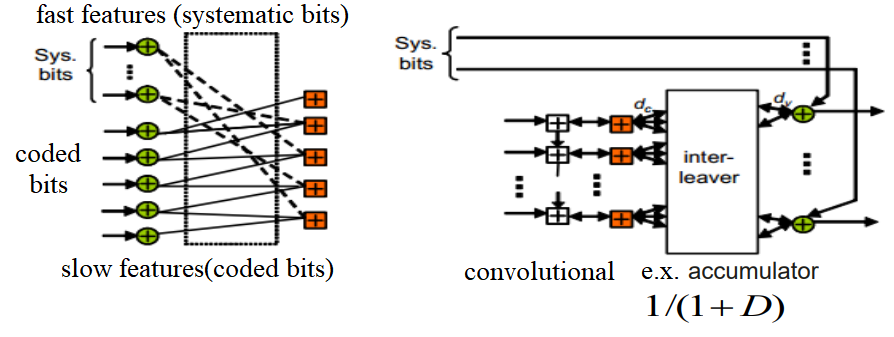 fast features (systematic bits)
Sys.
bits
coded
bits
slow features(coded bits)
Sys.
bits
d_c
d_v
inter-
leaver
convolutional e.x. accumulator
1/(1+D)